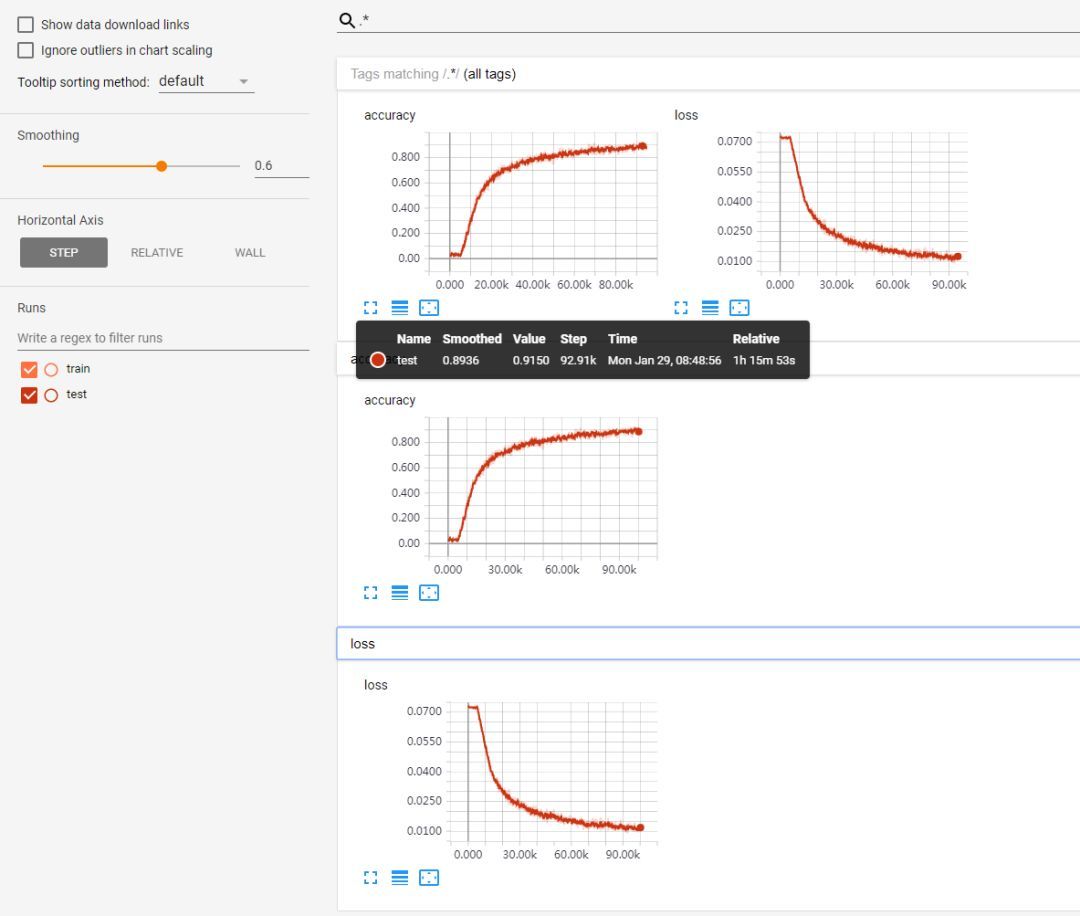 Show data download links
Ignore outliers in chart scaling
Tooltip sorting method: default
Smoothing
0.6
Horizontal Axis
STEP RELATIVE WALL
Runs
Write a regex to filter runs
train
test
.*
Tags matching /.*/ (all tags)
accuracy
0.800
0.600
0.400
0.200
0.00
0.000 20.00k 40.00k 60.00k 80.00k
loss
0.0700
0.0550
0.0400
0.0250
0.0100
0.000 30.00k 60.00k 90.00k
Name Smoothed Value Step Time Relative
test 0.8936 0.9150 92.91k Mon Jan 29, 08:48:56 1h 15m 53s
accuracy
0.800
0.600
0.400
0.200
0.00
0.000 30.00k 60.00k 90.00k
loss
loss
0.0700
0.0550
0.0400
0.0250
0.0100
0.000 30.00k 60.00k 90.00k